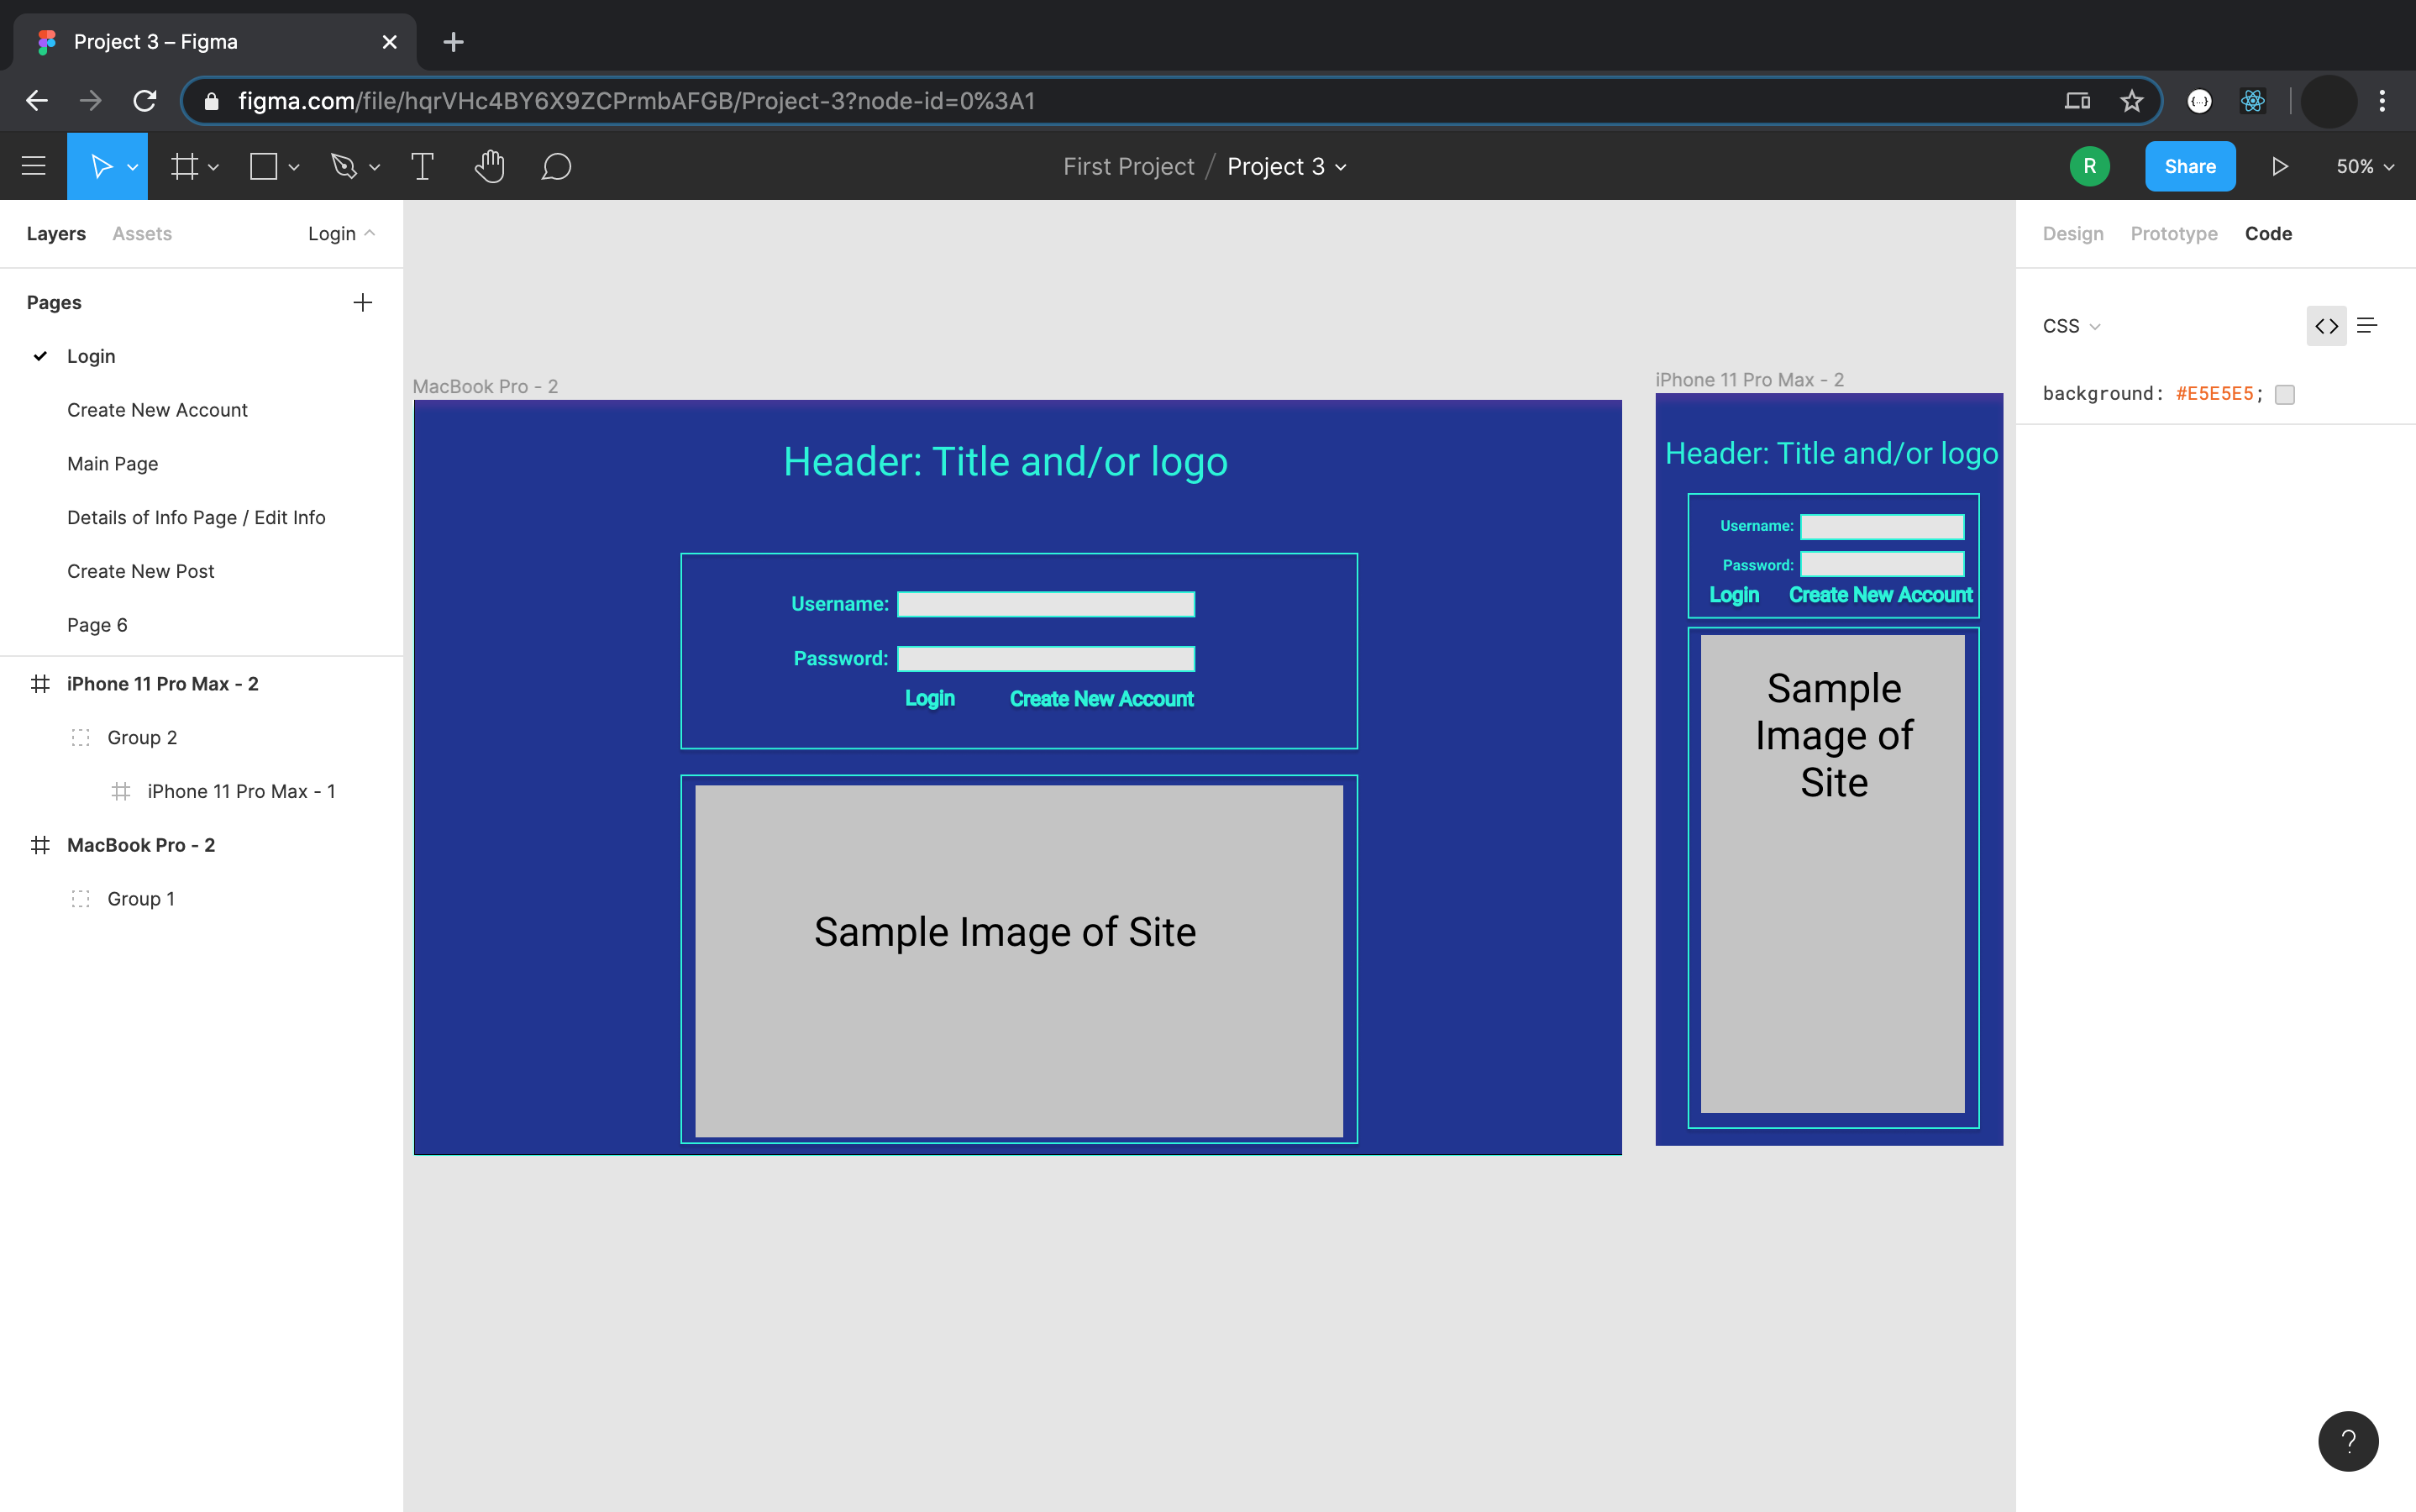 Project 3 – Figma
figma.com/file/hqrVHc4BY6X9ZCPrmbAFGB/Project-3?node-id=0%3A1
First Project / Project 3
R
Share
50%
Layers Assets Login
Pages
Login
Create New Account
Main Page
Details of Info Page / Edit Info
Create New Post
Page 6
iPhone 11 Pro Max - 2
Group 2
iPhone 11 Pro Max - 1
MacBook Pro - 2
Group 1
MacBook Pro - 2
Header: Title and/or logo
Username:
Password:
Login Create New Account
Sample Image of Site
iPhone 11 Pro Max - 2
Header: Title and/or logo
Username:
Password:
Login Create New Account
Sample
Image of
Site
Design Prototype Code
CSS
background: #E5E5E5;
?